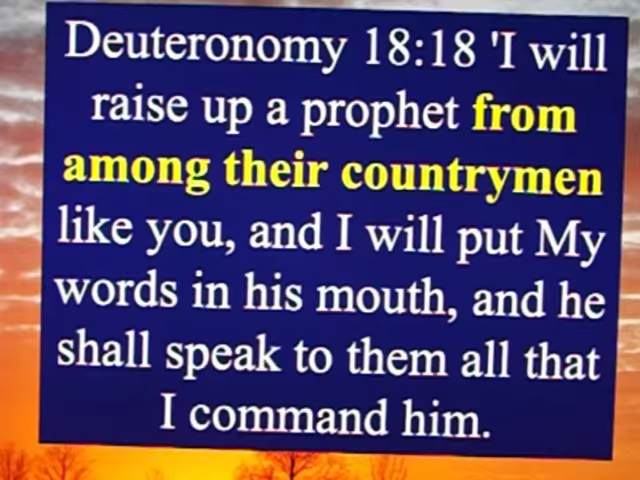 Deuteronomy 18:18 'I will
raise up a prophet from
among their countrymen
like you, and I will put My
words in his mouth, and he
shall speak to them all that
I command him.